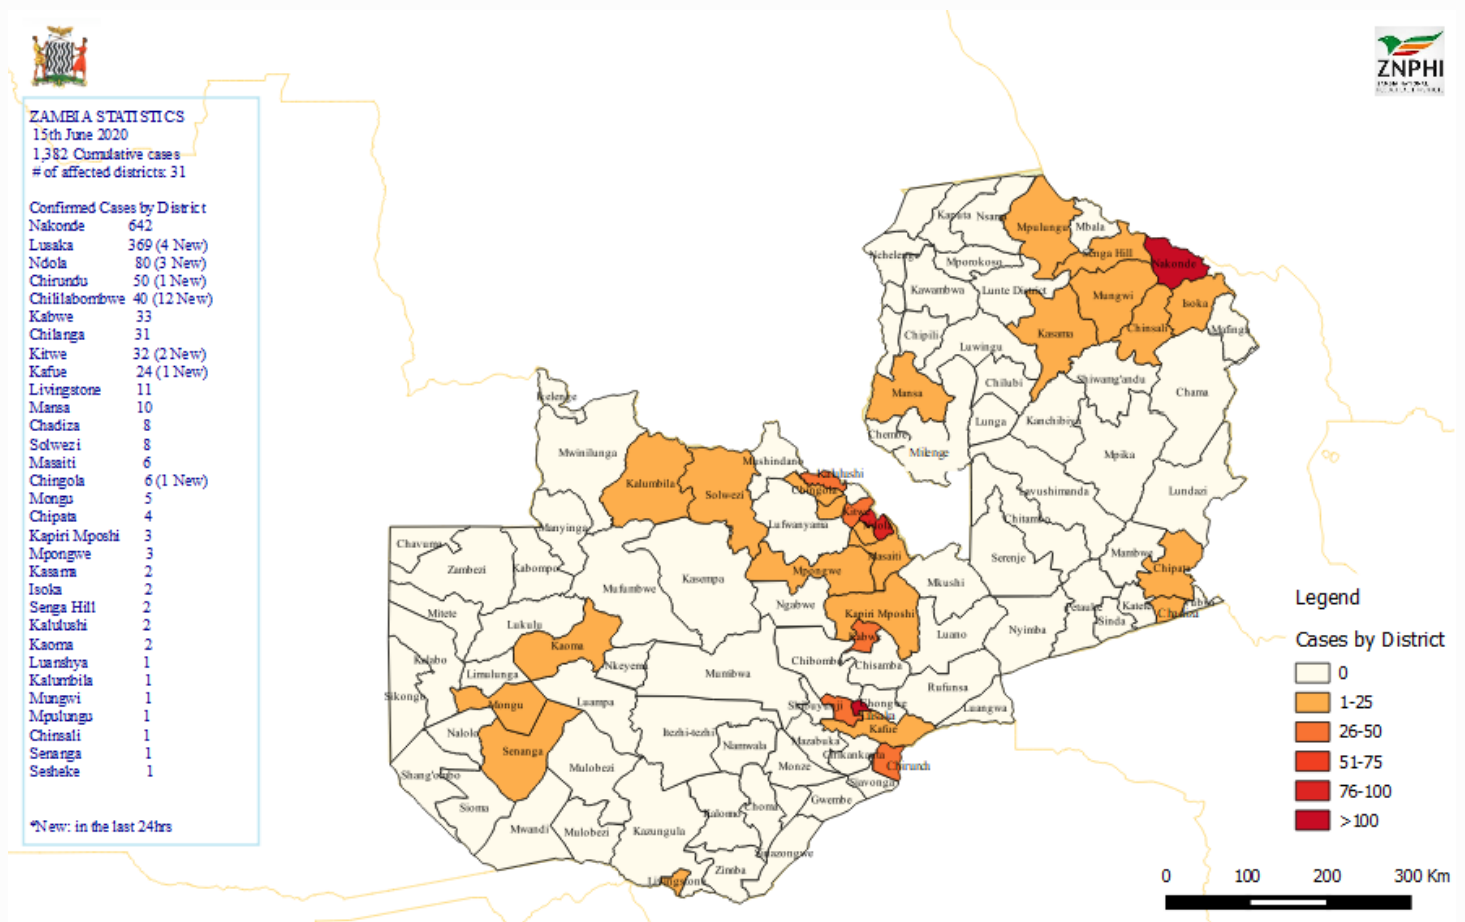 ZNPHI
ZAMBIA STATISTICS
15th June 2020
1,382 Cumulative cases
# of affected districts: 31
Confirmed Cases by District
Nakonde 642
Lusaka 369 (4 New)
Ndola 80 (3 New)
Chirundu 50 (1 New)
Chililabombwe 40 (12 New)
Kabwe 33
Chilanga 31
Kitwe 32 (2 New)
Kafue 24 (1 New)
Livingstone 11
Mansa 10
Chadiza 8
Solwezi 8
Masaiti 6
Chingola 6 (1 New)
Mongu 5
Chipata 4
Kapiri Mposhi 3
Mpongwe 3
Kasama 2
Isoka 2
Senga Hill 2
Kalulushi 2
Kaoma 2
Luanshya 1
Kalumbila 1
Mungwi 1
Mpulungu 1
Chinsali 1
Senanga 1
Sesheke 1
*New: in the last 24hrs
Kaputa
Nsama
Mpulungu
Mbala
Nchelenge
Mporokoso
Senga Hill
Nakonde
Kawambwa
Lunte District
Mungwi
Isoka
Chipili
Kasama
Chinsali
Mafinga
Luwingu
Mansa
Chilubi
Shiwamg'andu
Chama
Ikelenge
Chembe
Lunga
Kanchibiya
Milenge
Mpika
Mwinilunga
Mushindano
Kalulushi
Kalumbila
Solwezi
Chingola
Lavushimanda
Lundazi
Kitwe
Ndola
Lufwanyama
Chitambo
Manyinga
Chavuma
Masaiti
Serenje
Mambwe
Zambezi
Kabompo
Kasempa
Mpongwe
Mkushi
Chipata
Mufumbwe
Mitete
Ngabwe
Kapiri Mposhi
Petauke
Katete
Chadiza
Lukulu
Kabwe
Luano
Nyimba
Sinda
Kaoma
Kalabo
Limulunga
Nkeyema
Mumbwa
Chibombo
Chisamba
Sikongo
Luampa
Rufunsa
Mongu
Shibuyunji
Chongwe
Luangwa
Lusaka
Nalolo
Itezhi-tezhi
Kafue
Senanga
Namwala
Mazabuka
Chikankanta
Shang'ombo
Mulobezi
Monze
Chirundu
Siavonga
Sioma
Gwembe
Mwandi
Mulobezi
Kazungula
Kalomo
Choma
Sinazongwe
Livingstone
Zimba
Legend
Cases by District
0
1-25
26-50
51-75
76-100
>100
0 100 200 300 Km